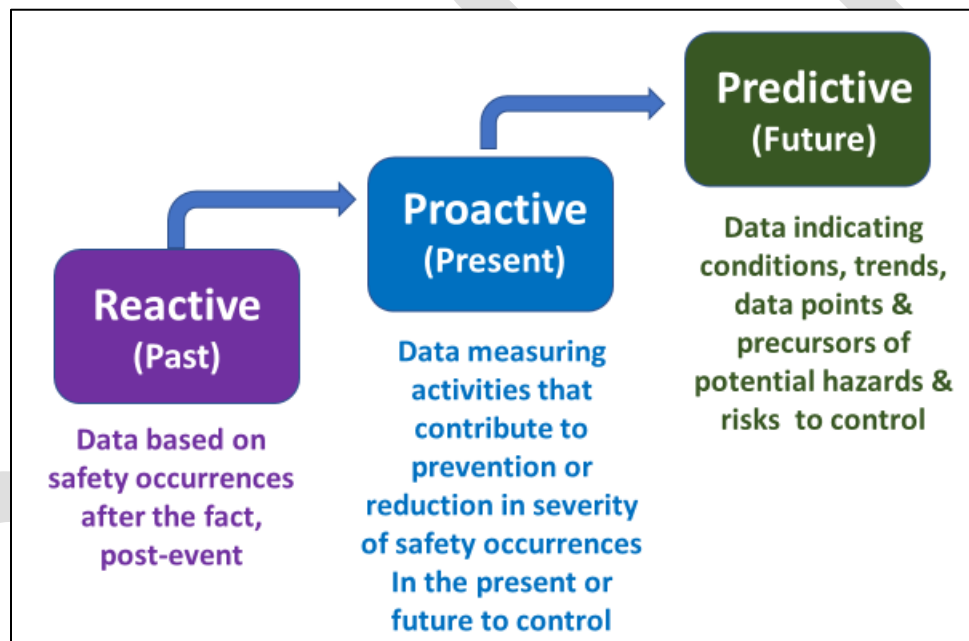 Reactive
(Past)
Data based on
safety occurrences
after the fact,
post-event
Proactive
(Present)
Data measuring
activities that
contribute to
prevention or
reduction in severity
of safety occurrences
In the present or
future to control
Predictive
(Future)
Data indicating
conditions, trends,
data points &
precursors of
potential hazards &
risks to control